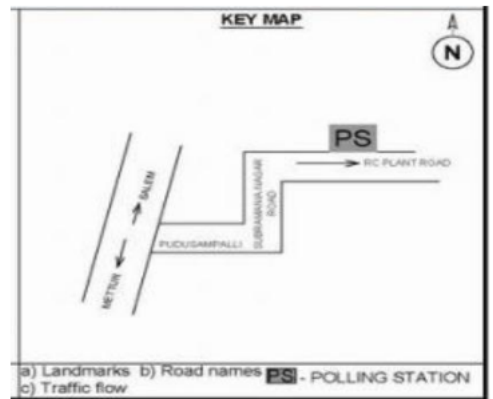 KEY MAP
N
PS
RC PLANT ROAD
SUBRAMANIA NAGAR
ROAD
SALEM
PUDUSAMPALLI
METTUR
a) Landmarks b) Road names PS - POLLING STATION
c) Traffic flow